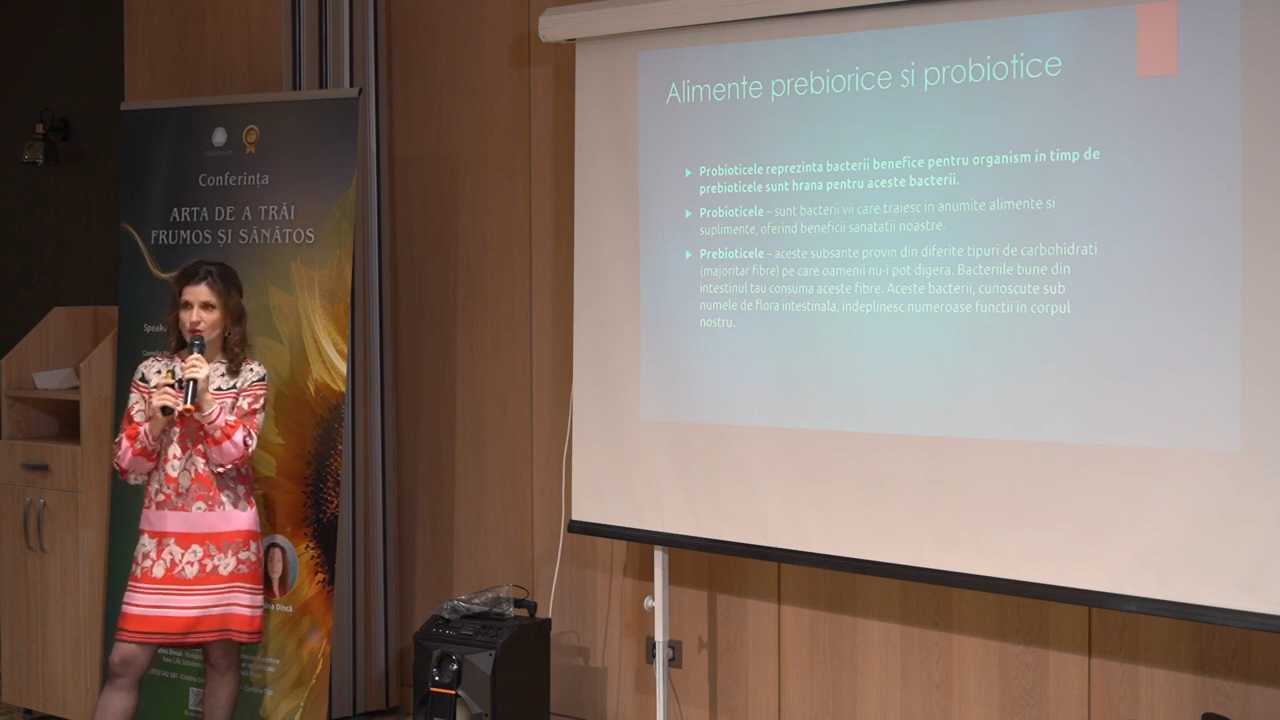 Conferința
ARTA DE A TRĂI
FRUMOS ȘI SĂNĂTOS
Alimente prebiorice si probiotice
Probioticele reprezinta bacterii benefice pentru organism in timp de
prebioticele sunt hrana pentru aceste bacterii.
Probioticele – sunt bacterii vii care traiesc in anumite alimente si
suplimente, oferind beneficii sanatatii noastre.
Prebioticele – aceste subsante provin din diferite tipuri de carbohidrati
(majoritar fibre) pe care oamenii nu-i pot digera. Bacteriile bune din
intestinul tau consuma aceste fibre. Aceste bacterii, cunoscute sub
numele de flora intestinala, indeplinesc numeroase functii in corpul
nostru.
Dincă
New Life